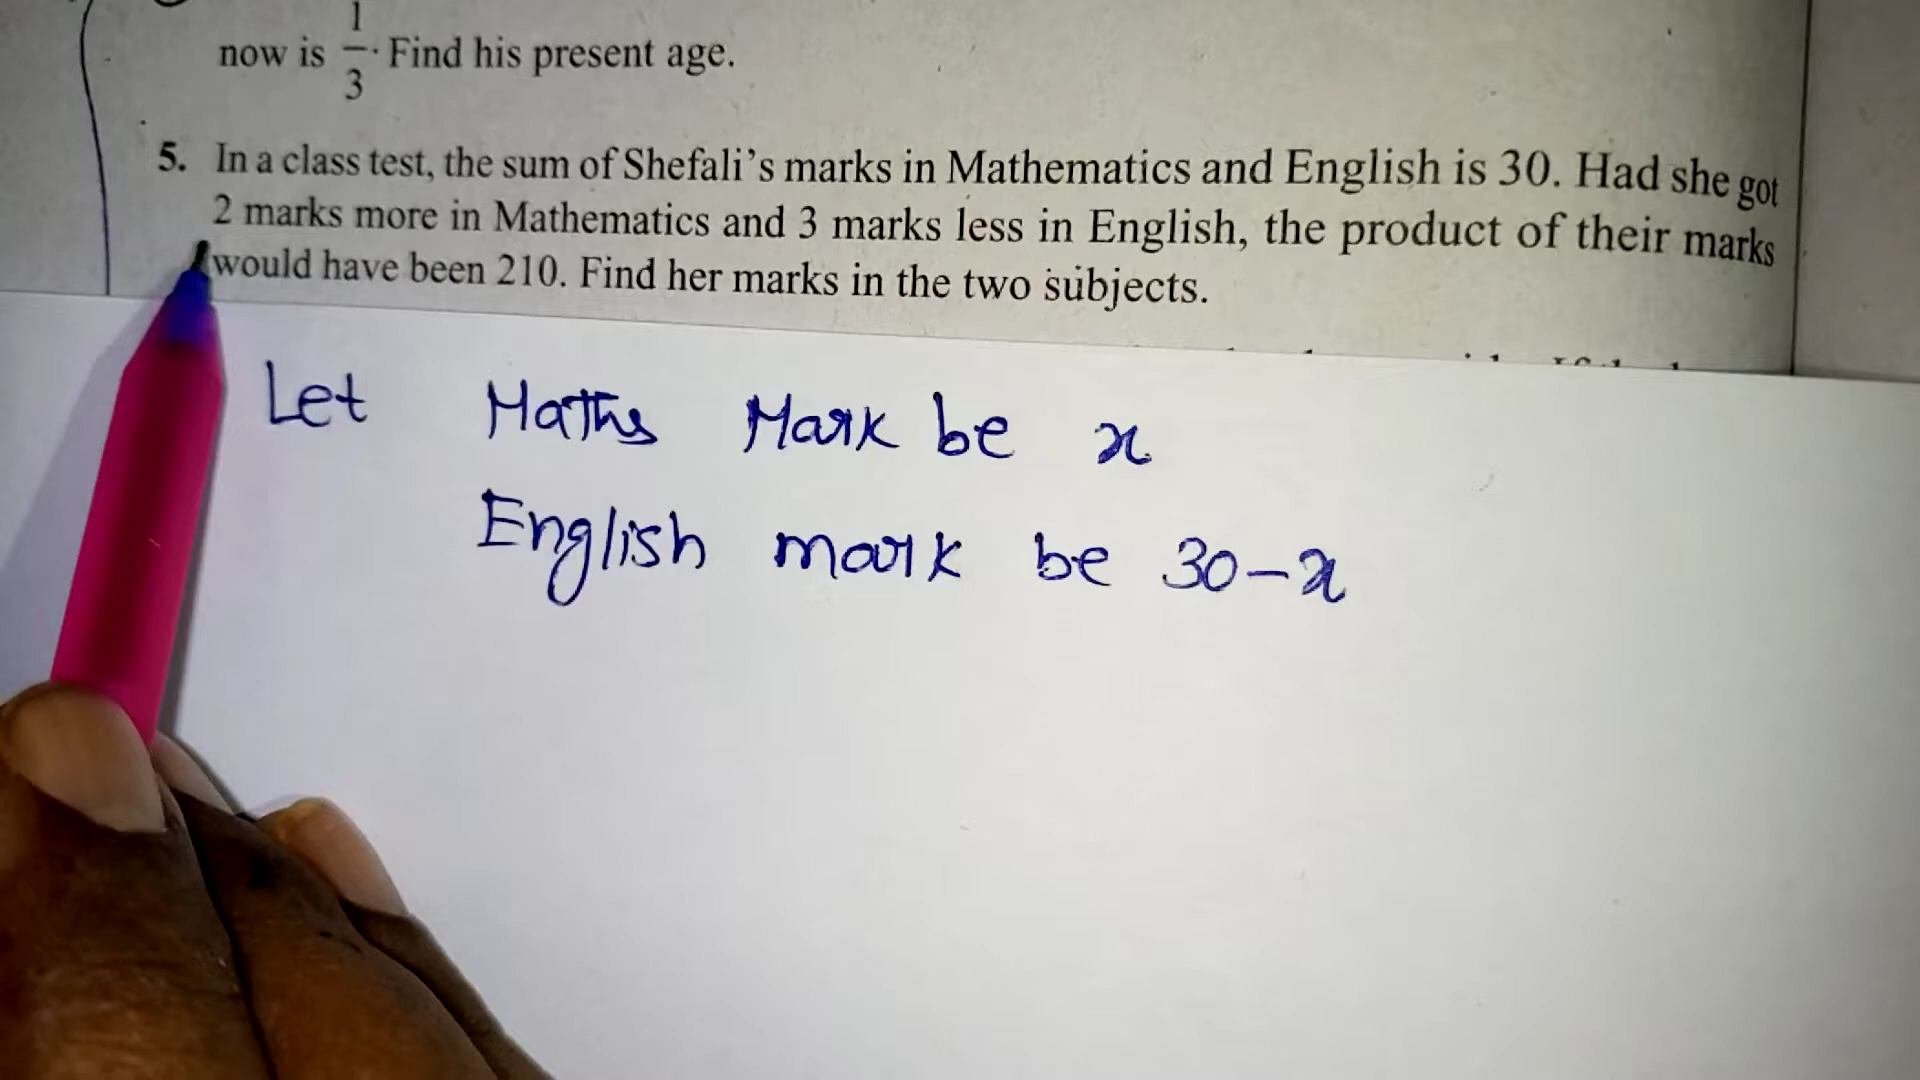 now is 1/3. Find his present age.
5. In a class test, the sum of Shefali's marks in Mathematics and English is 30. Had she got
2 marks more in Mathematics and 3 marks less in English, the product of their marks
would have been 210. Find her marks in the two subjects.
Let Maths Mark be x
English mark be 30-x